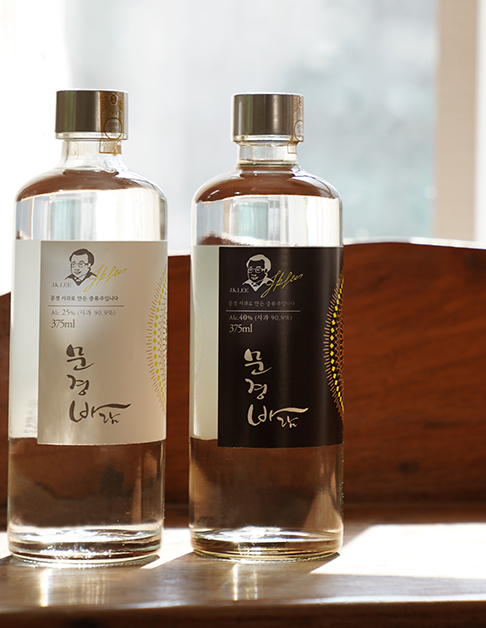 J.K.LEE
J.K.Lee
문경 사과로 만든 증류주입니다
Alc. 25% (사과 90.9%)
375ml
문
경
바람
J.K.LEE
J.K.Lee
문경 사과로 만든 증류주입니다
Alc. 40% (사과 90.9%)
375ml
문
경
바람